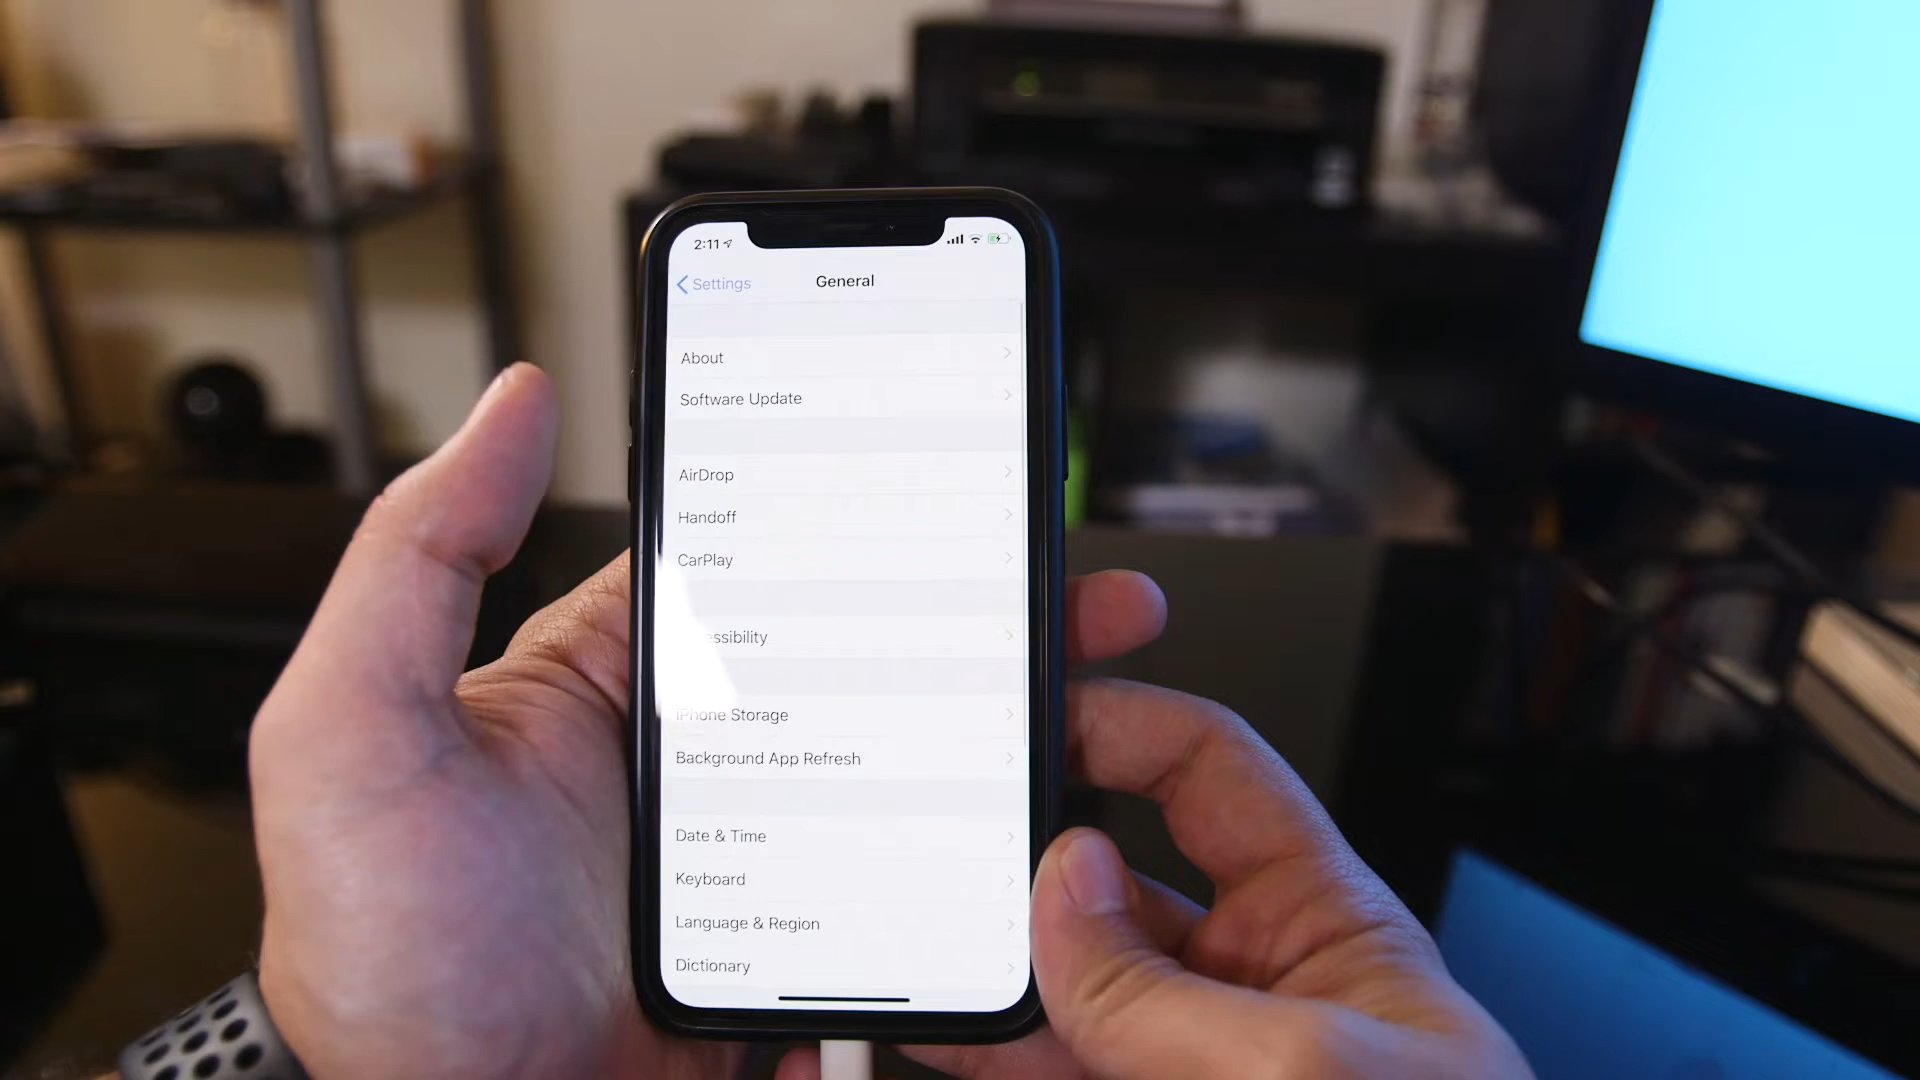 2:11
Settings
General
About
Software Update
AirDrop
Handoff
CarPlay
essibility
iPhone Storage
Background App Refresh
Date & Time
Keyboard
Language & Region
Dictionary